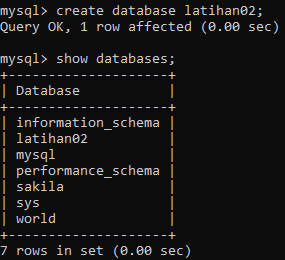 mysql> create database latihan02;
Query OK, 1 row affected (0.00 sec)

mysql> show databases;
+--------------------+
| Database           |
+--------------------+
| information_schema |
| latihan02          |
| mysql              |
| performance_schema |
| sakila             |
| sys                |
| world              |
+--------------------+
7 rows in set (0.00 sec)